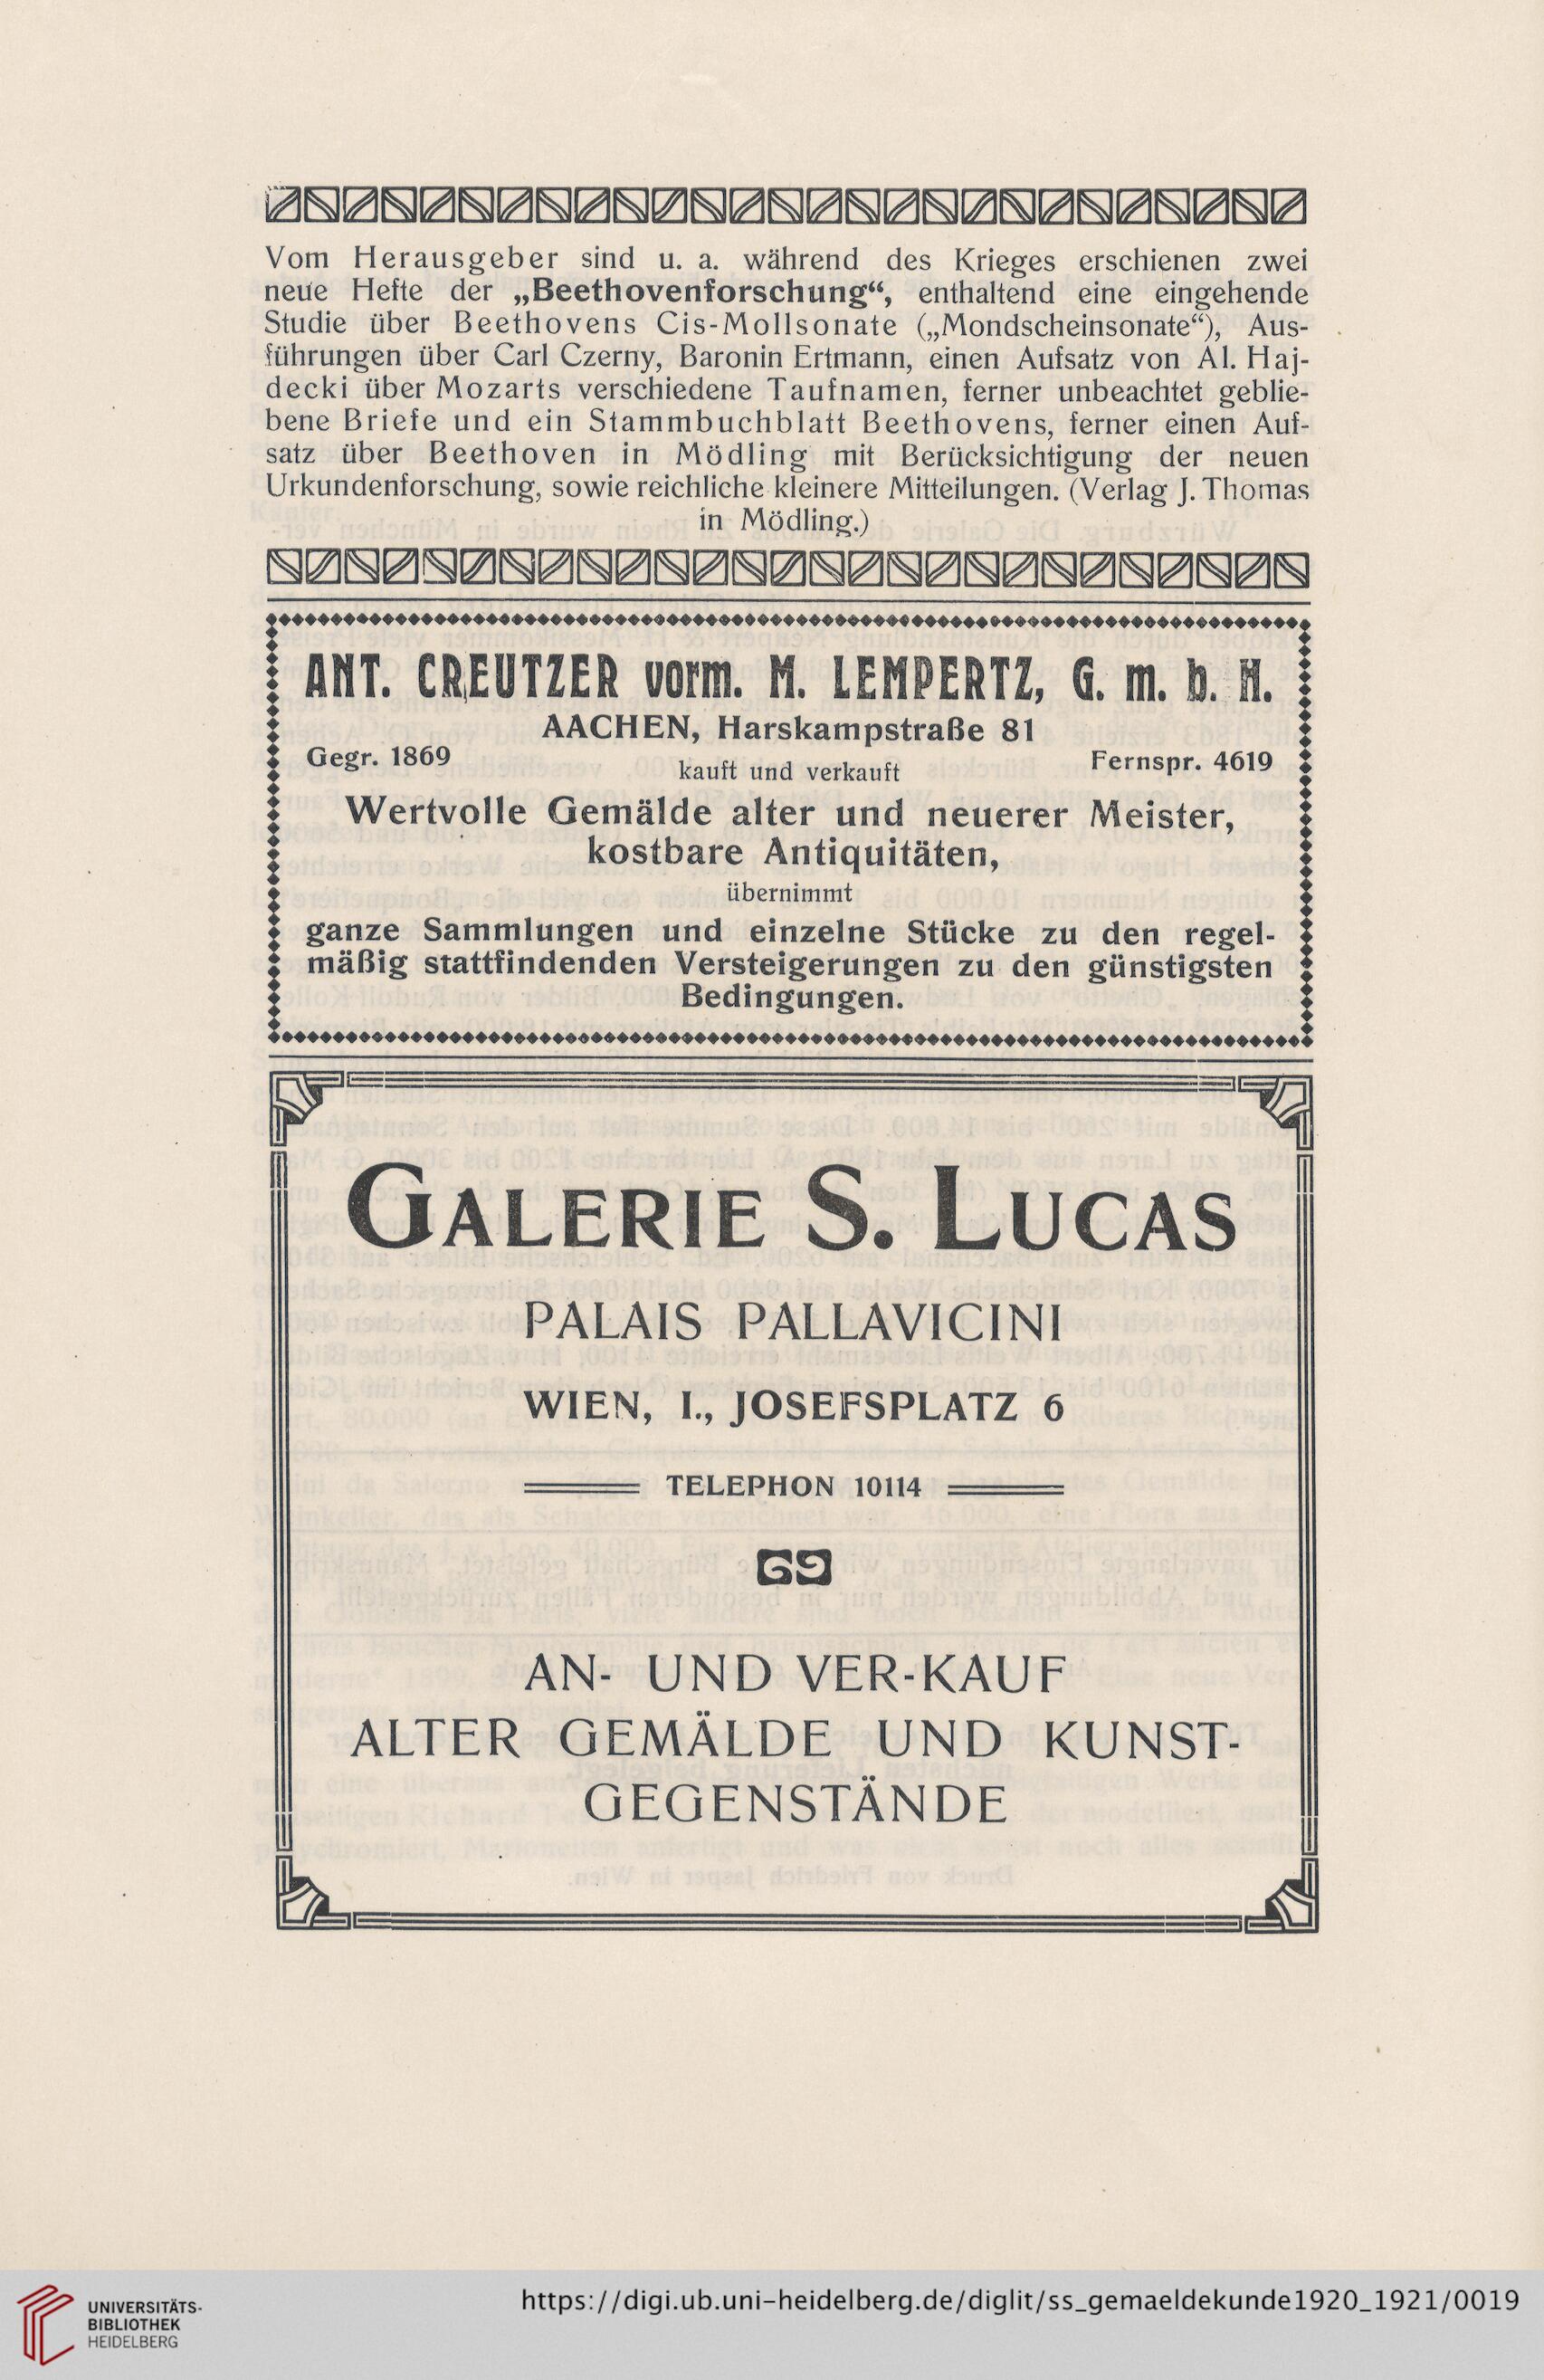 Vom Herausgeber sind u. a. während des Krieges erschienen zwei
neue Hefte der „Beethovenforschung“, enthaltend eine eingehende
Studie über Beethovens Cis-Mollsonate („Mondscheinsonate“), Aus-
führungen über Carl Czerny, Baronin Ertmann, einen Aufsatz von Al. Haj-
decki über Mozarts verschiedene Taufnamen, ferner unbeachtet geblie-
bene Briefe und ein Stammbuchblatt Beethovens, ferner einen Auf-
satz über Beethoven in Mödling mit Berücksichtigung der neuen
Urkundenforschung, sowie reichliche kleinere Mitteilungen. (Verlag J. Thomas
in Mödling.)
ANT. CREUTZER vorm. M. LEMPERTZ, G. m. b. H.
AACHEN, Harskampstraße 81
Gegr. 1869 kauft und verkauft Fernspr. 4619
Wertvolle Gemälde alter und neuerer Meister,
kostbare Antiquitäten,
übernimmt
ganze Sammlungen und einzelne Stücke zu den regel-
mäßig stattfindenden Versteigerungen zu den günstigsten
Bedingungen.
GALERIE S. LUCAS
PALAIS PALLAVICINI
WIEN, I., JOSEFSPLATZ 6
TELEPHON 10114
AN- UND VER-KAUF
ALTER GEMÄLDE UND KUNST-
GEGENSTÄNDE
UNIVERSITÄTS-
BIBLIOTHEK
HEIDELBERG
https://digi.ub.uni-heidelberg.de/diglit/ss_gemaeldekunde1920_1921/0019